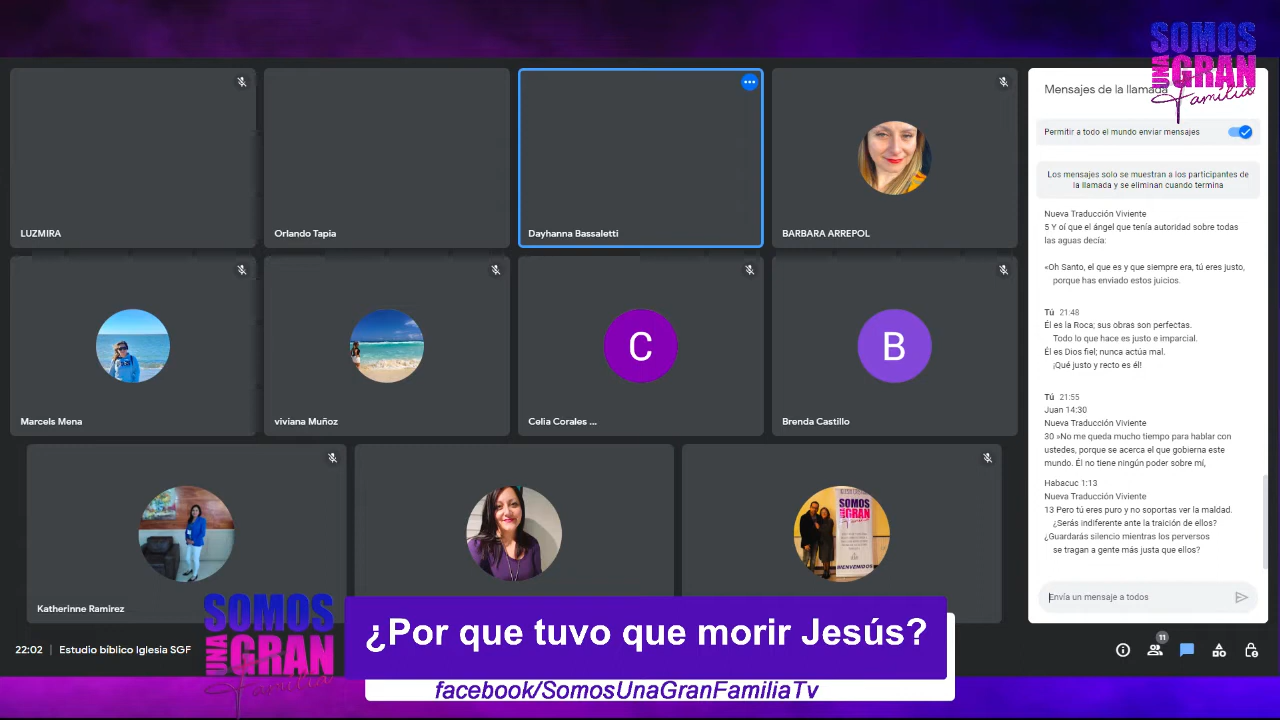 SOMOS
UNA
GRAN
Familia
LUZMIRA
Orlando Tapia
Dayhanna Bassaletti
BARBARA ARREPOL
Marcels Mena
viviana Muñoz
C
Celia Corales ...
B
Brenda Castillo
Katherinne Ramirez
SOMOS
UNA
GRAN
Familia
BIENVENIDOS
Mensajes de la llamada
Permitir a todo el mundo enviar mensajes
Los mensajes solo se muestran a los participantes de
la llamada y se eliminan cuando termina
Nueva Traducción Viviente
5 Y oí que el ángel que tenía autoridad sobre todas
las aguas decía:
«Oh Santo, el que es y que siempre era, tú eres justo,
porque has enviado estos juicios.
Tú 21:48
Él es la Roca; sus obras son perfectas.
Todo lo que hace es justo e imparcial.
Él es Dios fiel; nunca actúa mal.
¡Qué justo y recto es él!
Tú 21:55
Juan 14:30
Nueva Traducción Viviente
30 »No me queda mucho tiempo para hablar con
ustedes, porque se acerca el que gobierna este
mundo. Él no tiene ningún poder sobre mí,
Habacuc 1:13
Nueva Traducción Viviente
13 Pero tú eres puro y no soportas ver la maldad.
¿Serás indiferente ante la traición de ellos?
¿Guardarás silencio mientras los perversos
se tragan a gente más justa que ellos?
Envía un mensaje a todos
22:02 | Estudio bíblico Iglesia SGF
SOMOS
UNA
GRAN
Familia
¿Por que tuvo que morir Jesús?
facebook/SomosUnaGranFamiliaTv
11